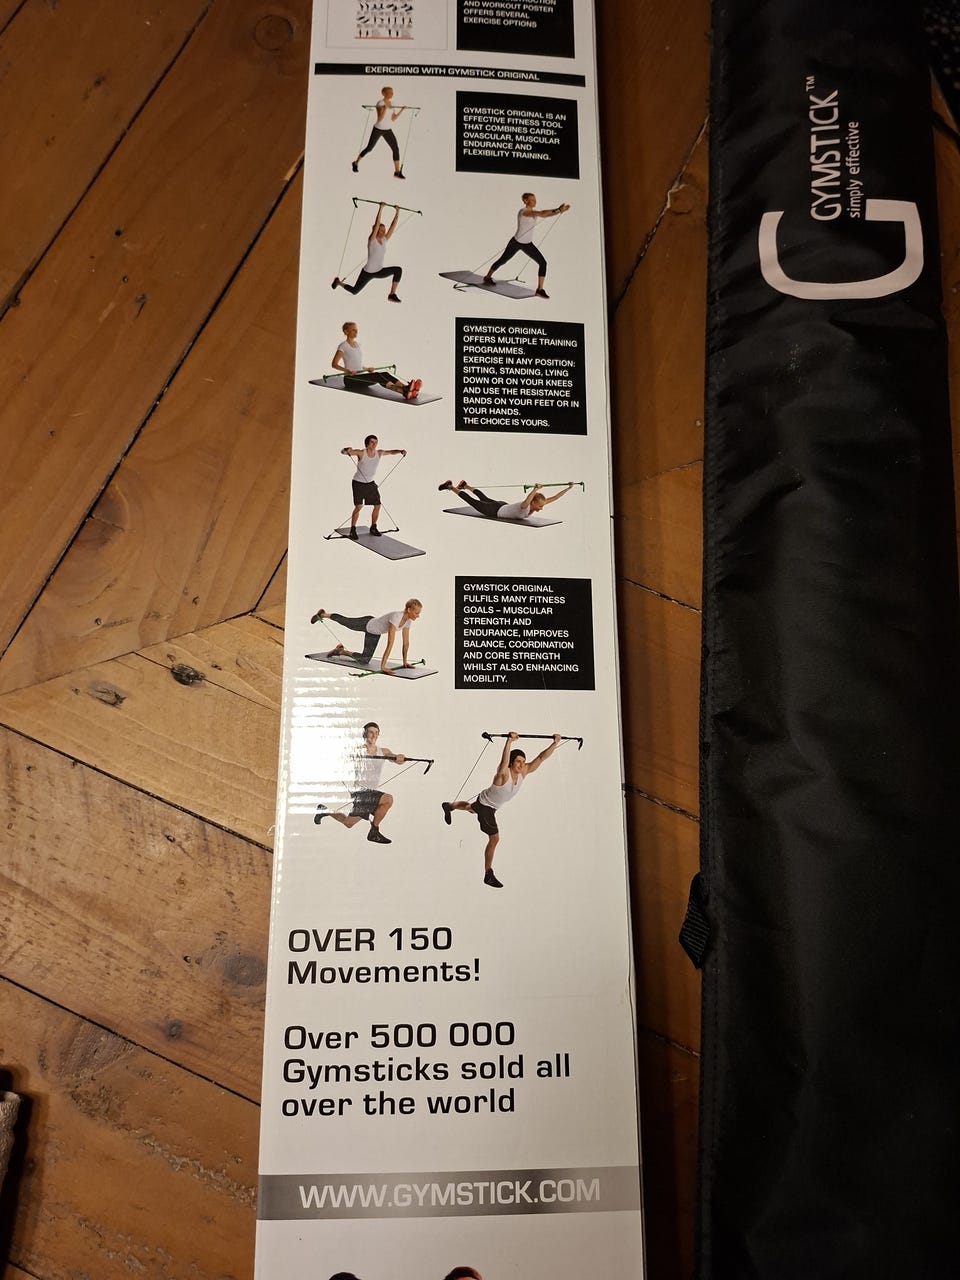 AND WORKOUT POSTER
OFFERS SEVERAL
EXERCISE OPTIONS
EXERCISING WITH GYMSTICK ORIGINAL
GYMSTICK ORIGINAL IS AN
EFFECTIVE FITNESS TOOL
THAT COMBINES CARDI-
OVASCULAR, MUSCULAR
ENDURANCE AND
FLEXIBILITY TRAINING.
GYMSTICK ORIGINAL
OFFERS MULTIPLE TRAINING
PROGRAMMES.
EXERCISE IN ANY POSITION:
SITTING, STANDING, LYING
DOWN OR ON YOUR KNEES
AND USE THE RESISTANCE
BANDS ON YOUR FEET OR IN
YOUR HANDS.
THE CHOICE IS YOURS.
GYMSTICK ORIGINAL
FULFILS MANY FITNESS
GOALS – MUSCULAR
STRENGTH AND
ENDURANCE, IMPROVES
BALANCE, COORDINATION
AND CORE STRENGTH
WHILST ALSO ENHANCING
MOBILITY.
OVER 150
Movements!
Over 500 000
Gymsticks sold all
over the world
WWW.GYMSTICK.COM
G
GYMSTICK™
simply effective